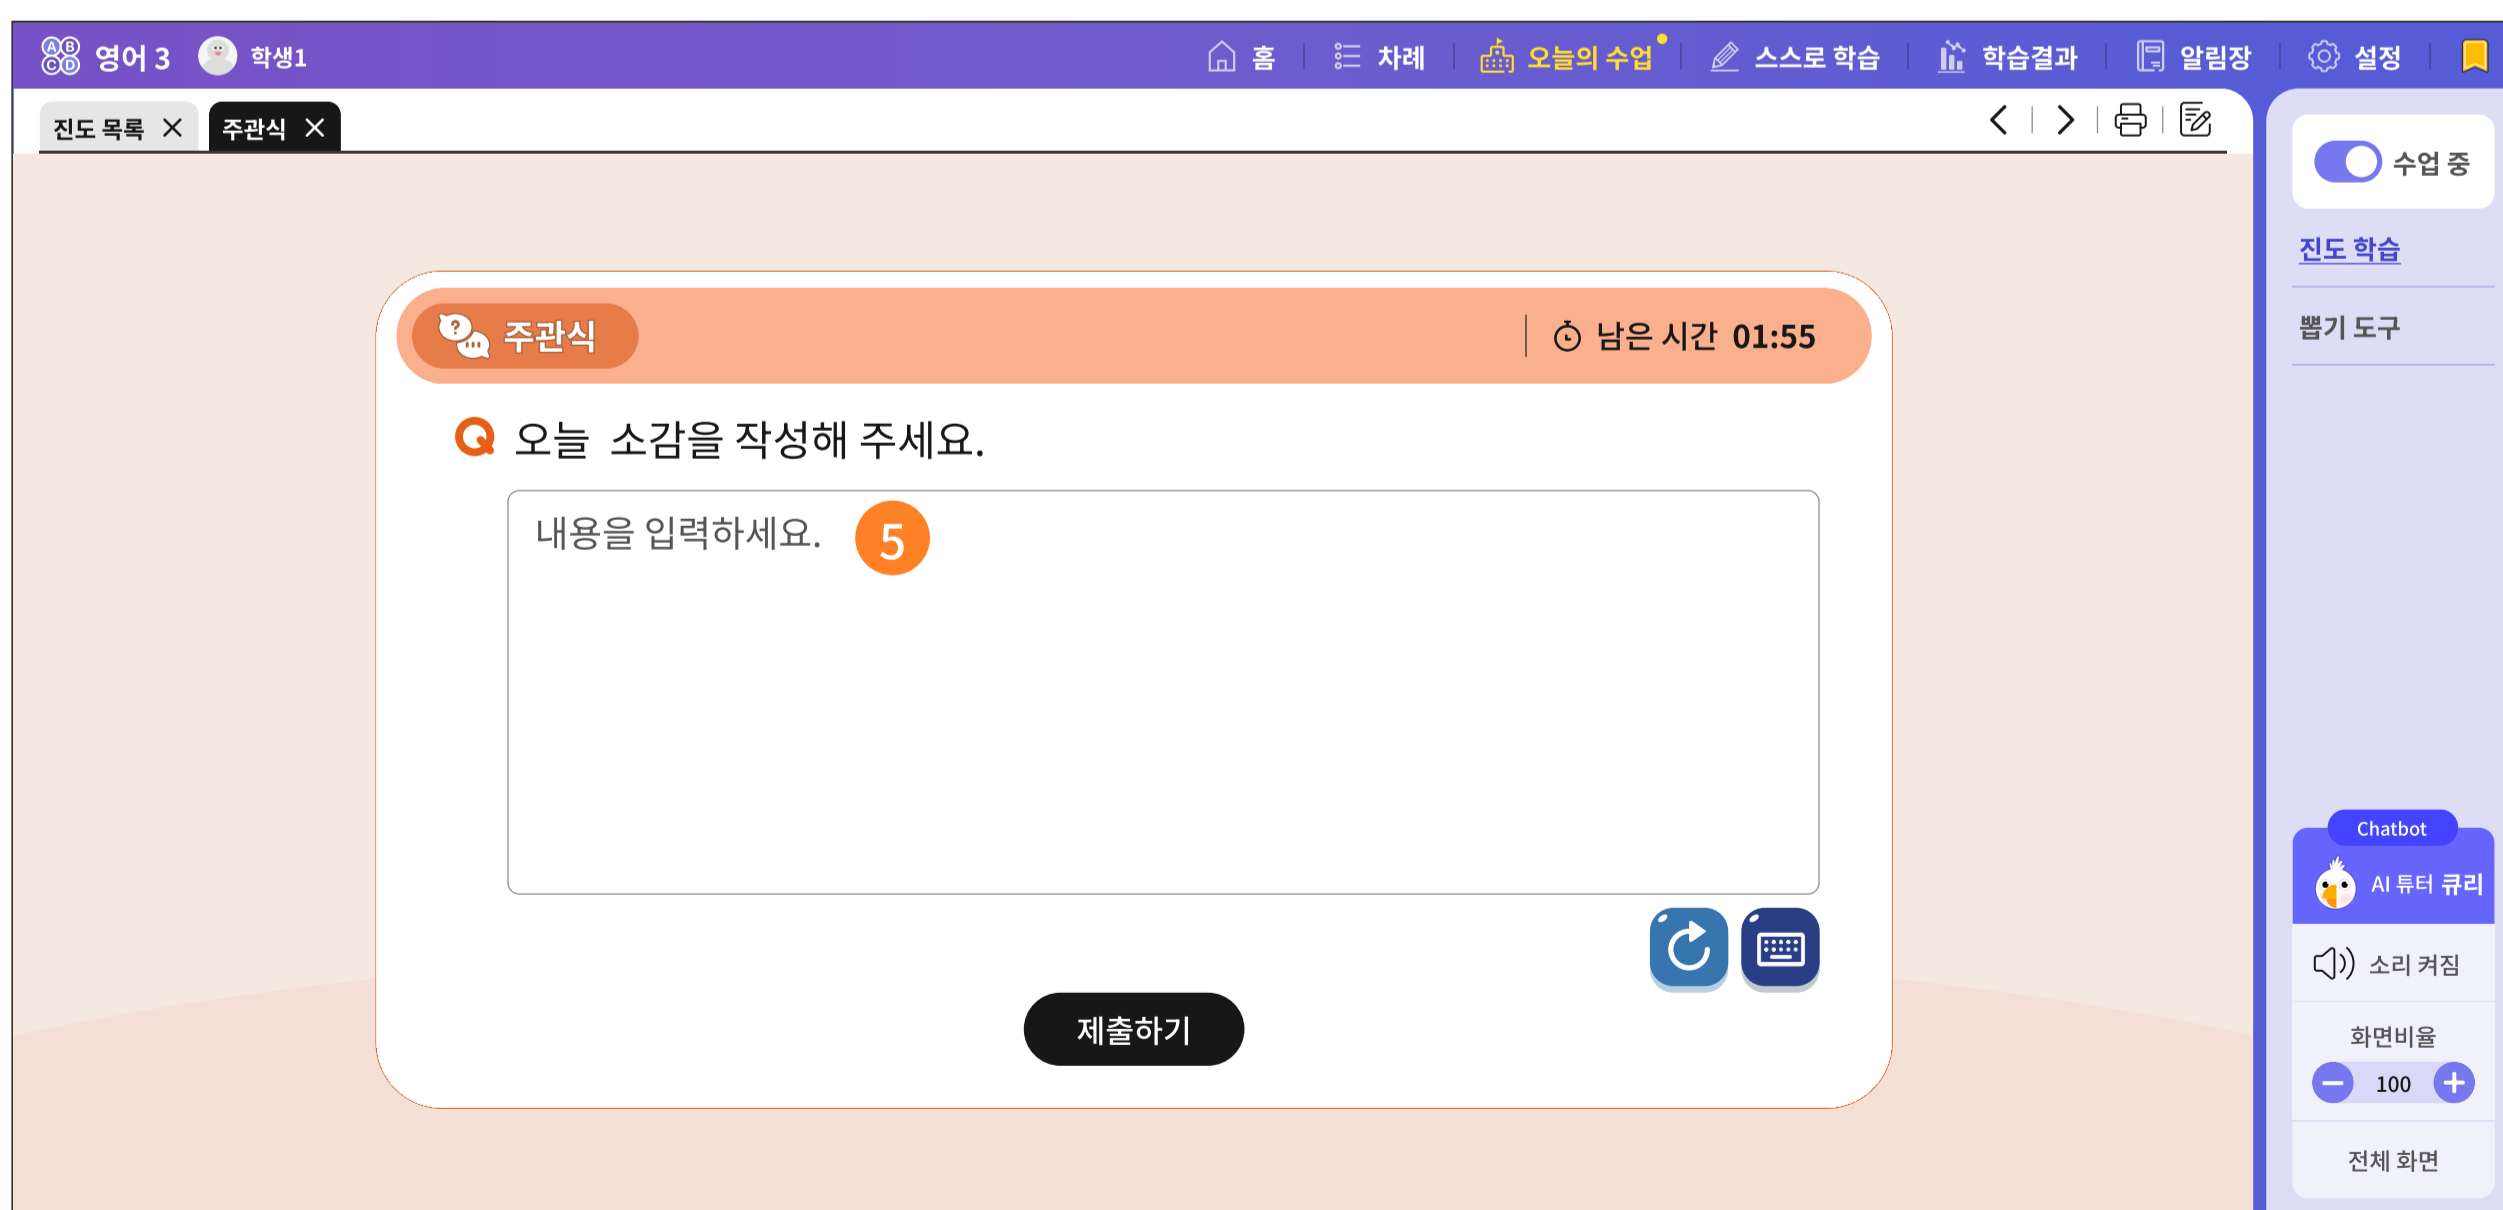 영어 3 학생1 홈 차례 오늘의 수업 스스로 학습 학습결과 알림장 설정
진도 목록 주관식
수업 중
진도 학습
뽑기 도구
주관식 남은 시간 01:55
Q 오늘 소감을 작성해 주세요.
내용을 입력하세요. 5
제출하기
Chatbot
AI 튜터 큐리
소리 켜짐
화면비율
100
전체 화면